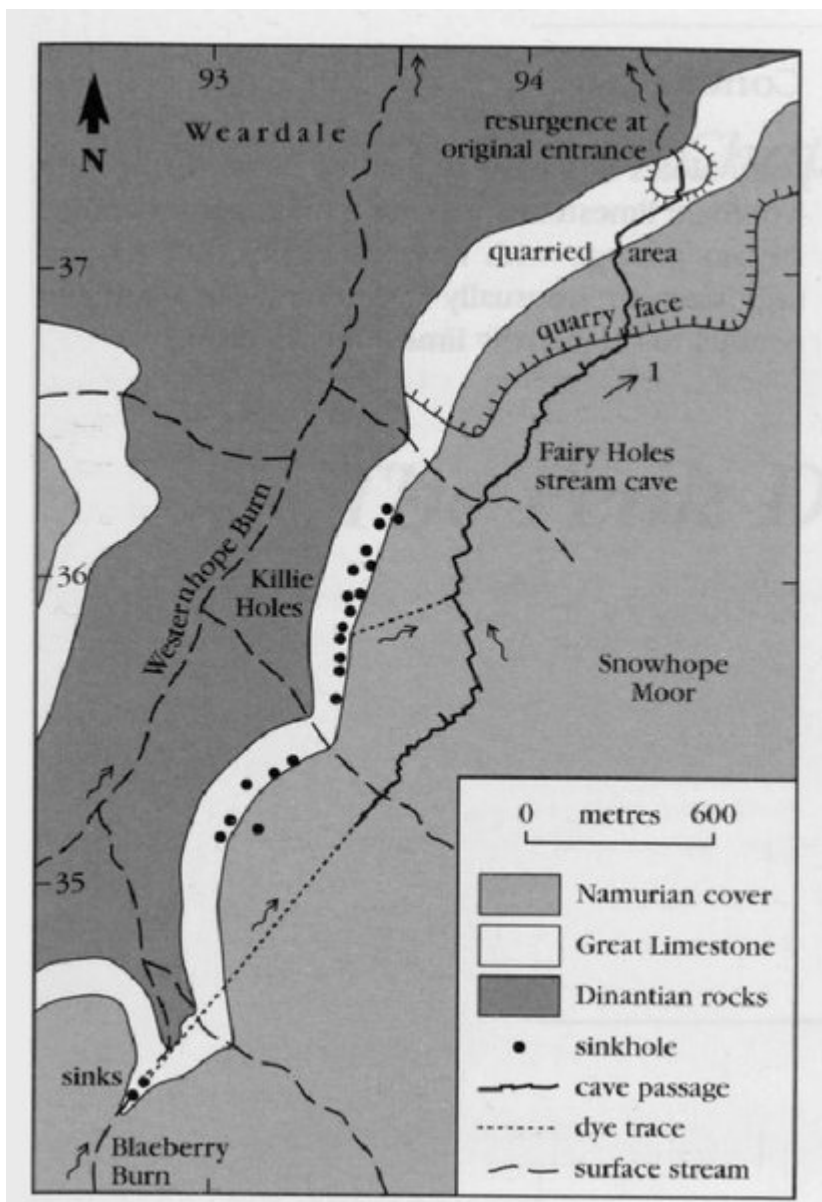 93
94
Weardale
N
resurgence at
original entrance
37
quarried area
quarry face
1
Fairy Holes
stream cave
Westernhope Burn
Killie
Holes
36
Snowhope
Moor
35
sinks
Blaeberry
Burn
0 metres 600
Namurian cover
Great Limestone
Dinantian rocks
sinkhole
cave passage
dye trace
surface stream